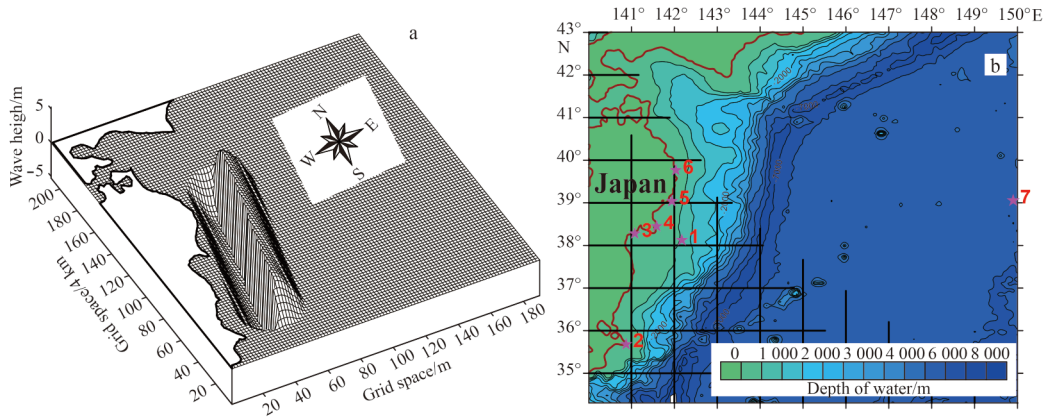 a
Wave heigh/m
5
0
−5
N
E
W
S
200
180
160
140
120
100
80
60
40
20
Grid space/4 km
20
40
60
80
100
120
140
160
180
Grid space/m
141° 142° 143° 144° 145° 146° 147° 148° 149° 150°E
43
N
b
42°
41°
40°
39°
38°
37°
36°
35°
2000
2000
Japan
6
5
7
3 4
1
2
0 1 000 2 000 3 000 4 000 6 000 8 000
Depth of water/m